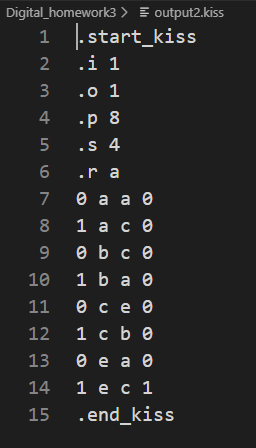 Digital_homework3 > output2.kiss
1 .start_kiss
2 .i 1
3 .o 1
4 .p 8
5 .s 4
6 .r a
7 0 a a 0
8 1 a c 0
9 0 b c 0
10 1 b a 0
11 0 c e 0
12 1 c b 0
13 0 e a 0
14 1 e c 1
15 .end_kiss